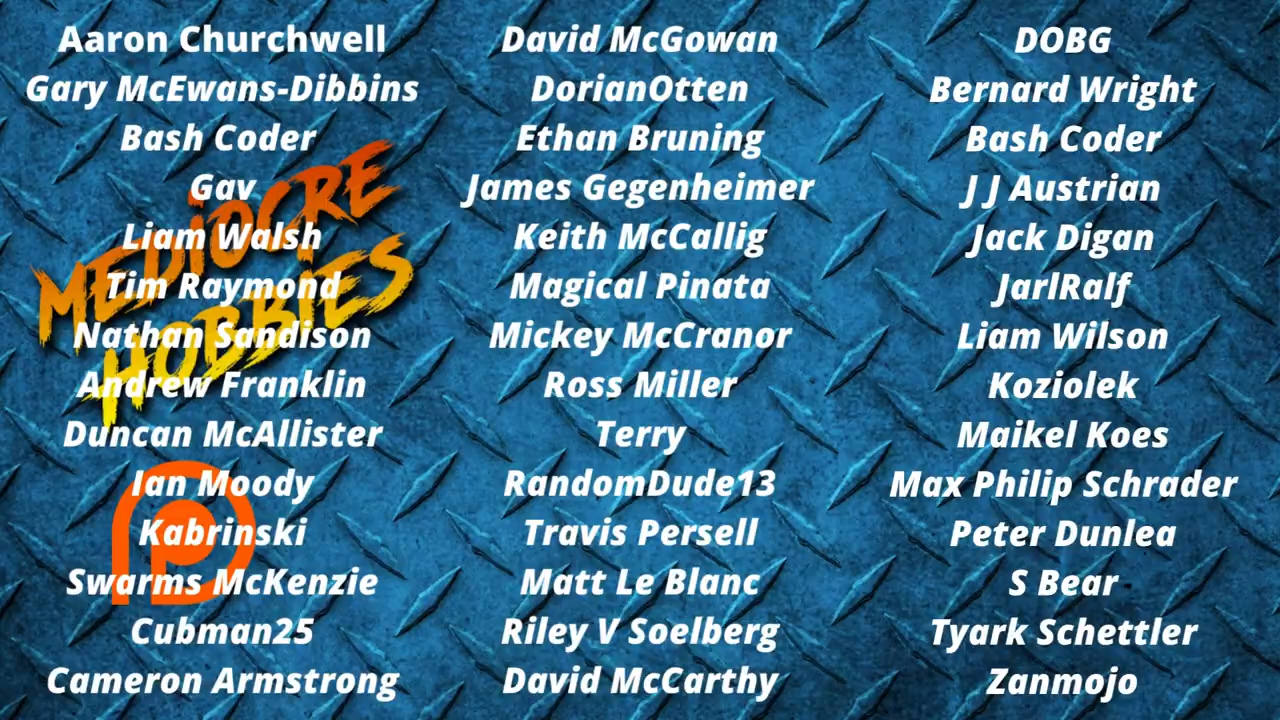 Aaron Churchwell
Gary McEwans-Dibbins
Bash Coder
Gav
Liam Walsh
Tim Raymond
Nathan Sandison
Andrew Franklin
Duncan McAllister
Ian Moody
Kabrinski
Swarms McKenzie
Cubman25
Cameron Armstrong
MEDiOCRE
HOBBiES
David McGowan
DorianOtten
Ethan Bruning
James Gegenheimer
Keith McCallig
Magical Pinata
Mickey McCranor
Ross Miller
Terry
RandomDude13
Travis Persell
Matt Le Blanc
Riley V Soelberg
David McCarthy
DOBG
Bernard Wright
Bash Coder
J J Austrian
Jack Digan
JarlRalf
Liam Wilson
Koziolek
Maikel Koes
Max Philip Schrader
Peter Dunlea
S Bear
Tyark Schettler
Zanmojo